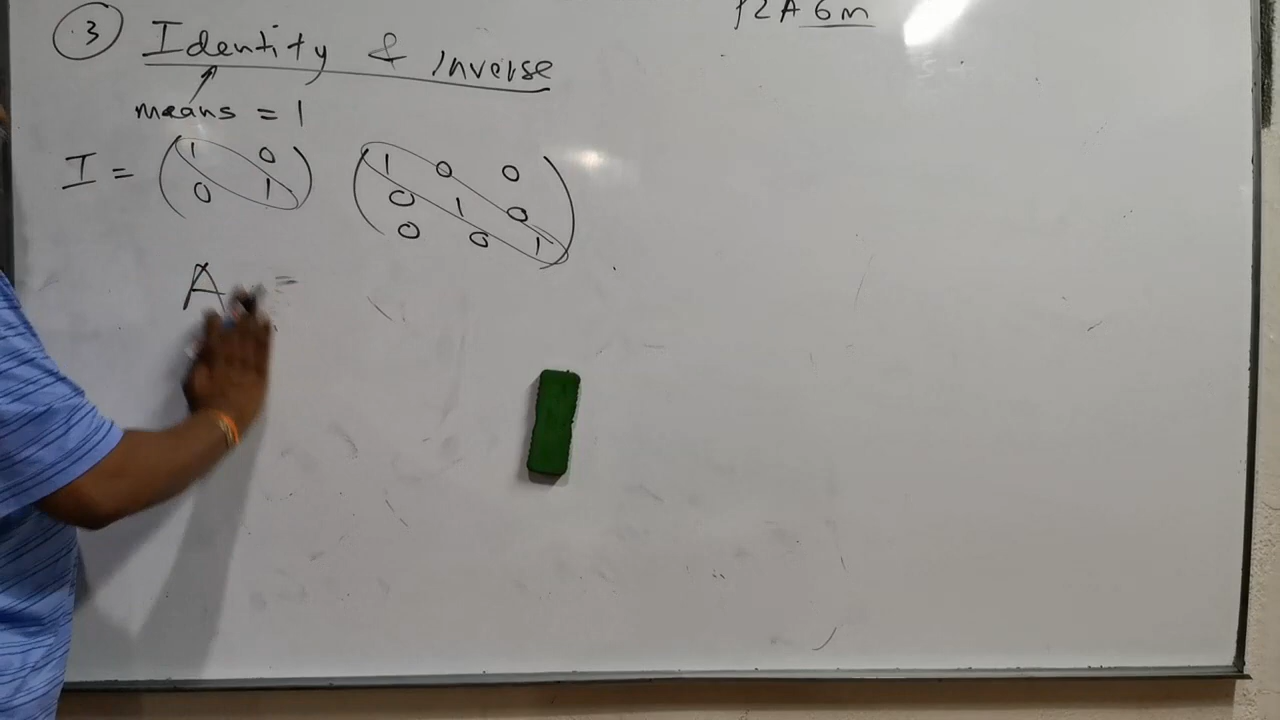 ③ Identity & Inverse
means = 1
I = (1 0 0 1) (1 0 0 0 1 0 0 0 1)
A =